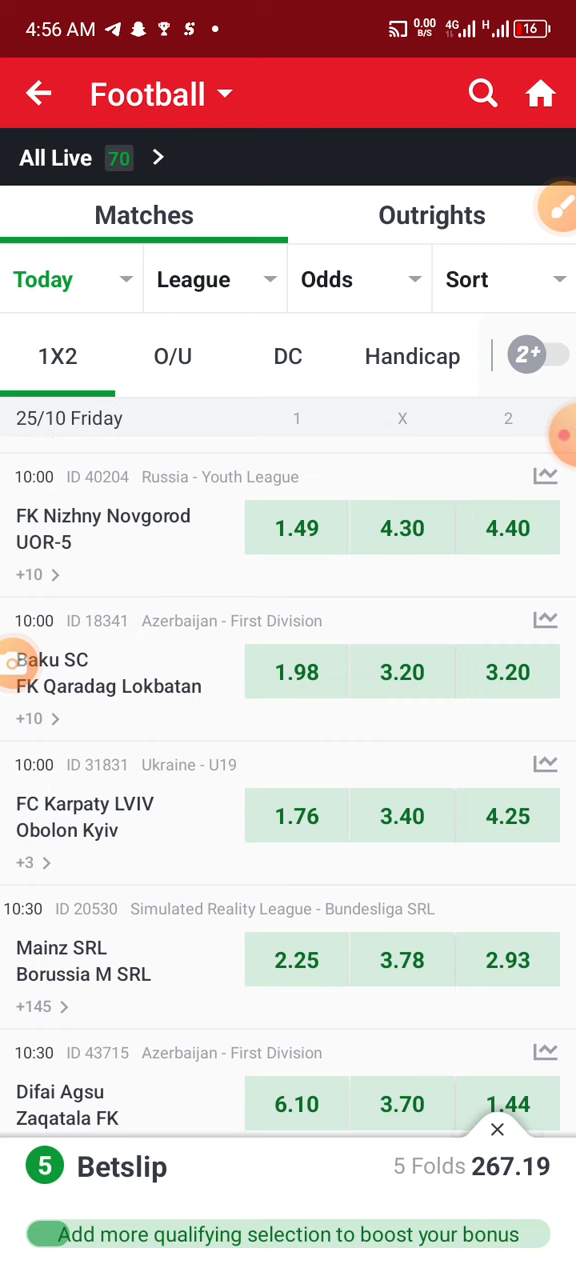 4:56 AM
0.00 B/S 4G H 16
Football
All Live 70
Matches Outrights
Today League Odds Sort
1X2 O/U DC Handicap 2+
25/10 Friday 1 X 2
10:00 ID 40204 Russia - Youth League
FK Nizhny Novgorod
UOR-5
1.49 4.30 4.40
+10
10:00 ID 18341 Azerbaijan - First Division
Baku SC
FK Qaradag Lokbatan
1.98 3.20 3.20
+10
10:00 ID 31831 Ukraine - U19
FC Karpaty LVIV
Obolon Kyiv
1.76 3.40 4.25
+3
10:30 ID 20530 Simulated Reality League - Bundesliga SRL
Mainz SRL
Borussia M SRL
2.25 3.78 2.93
+145
10:30 ID 43715 Azerbaijan - First Division
Difai Agsu
Zaqatala FK
6.10 3.70 1.44
5 Betslip 5 Folds 267.19
Add more qualifying selection to boost your bonus